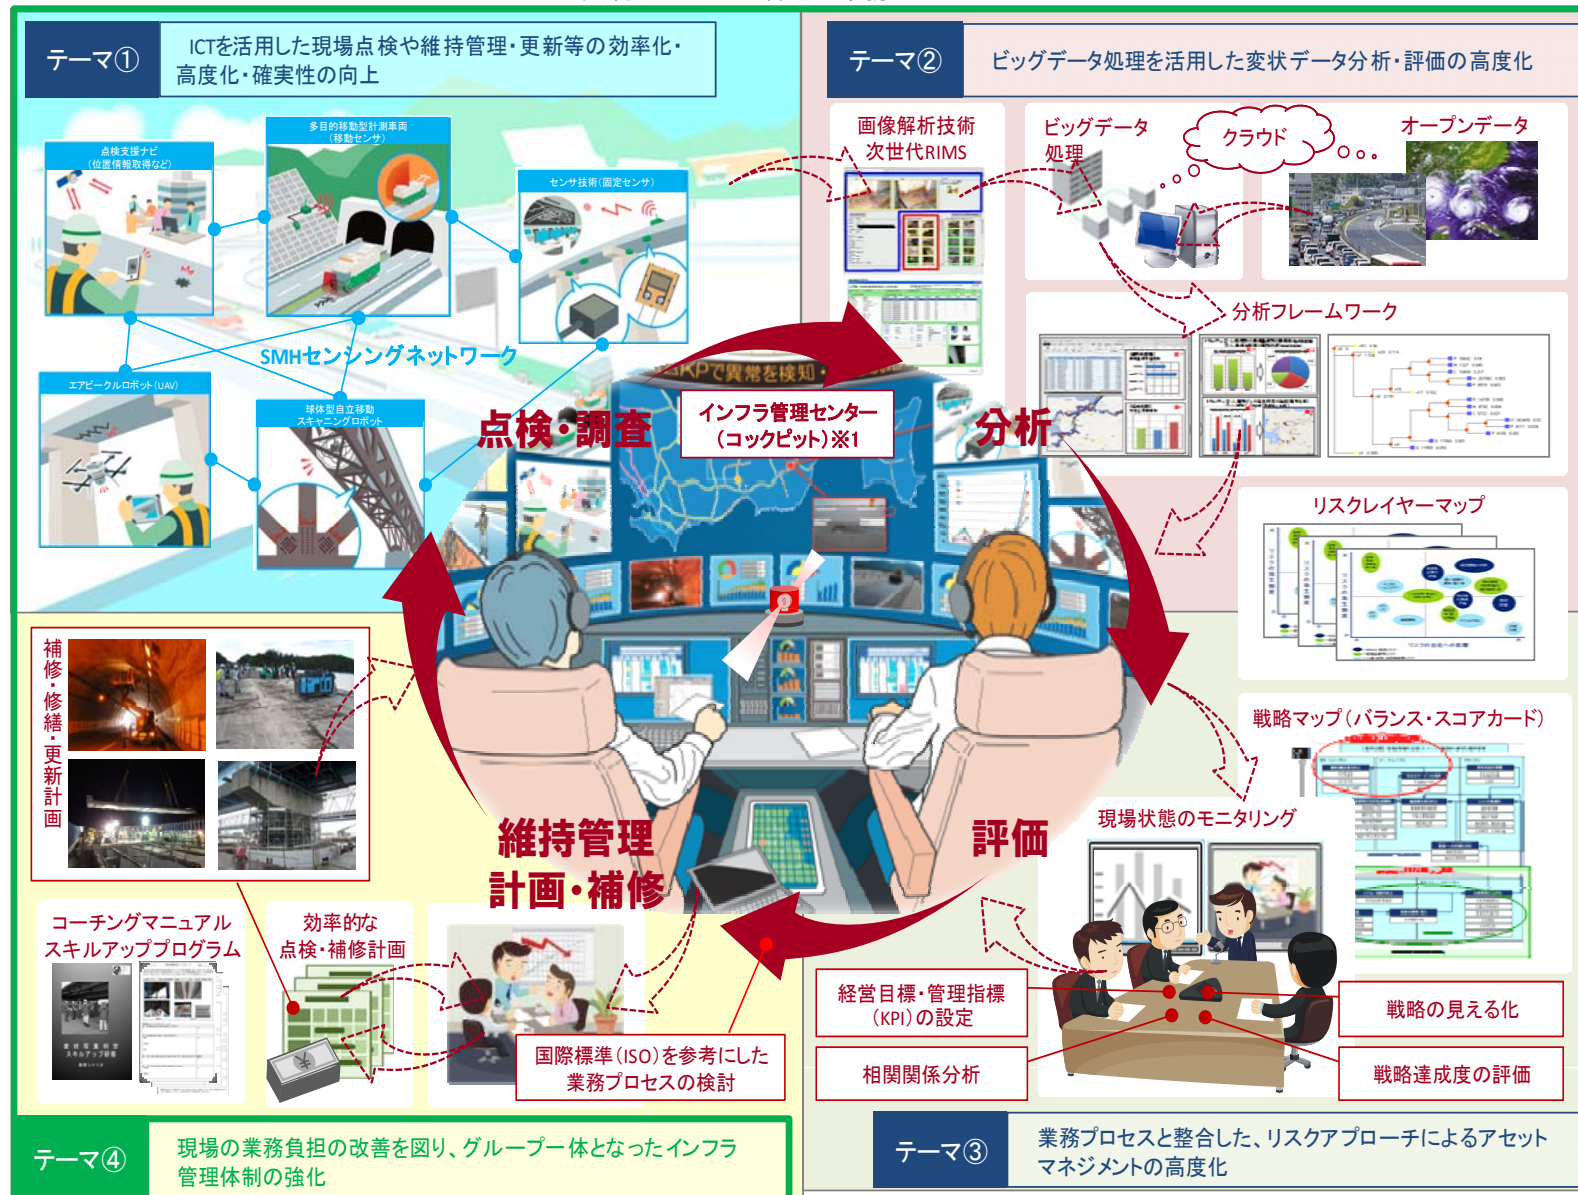 テーマ①
ICTを活用した現場点検や維持管理・更新等の効率化・
高度化・確実性の向上
点検支援ナビ
(位置情報取得など)
多目的移動型計測車両
(移動センサ)
センサ技術(固定センサ)
SMHセンシングネットワーク
エアビークルロボット(UAV)
球体型自立移動
スキャニングロボット
テーマ②
ビッグデータ処理を活用した変状データ分析・評価の高度化
画像解析技術
次世代RIMS
ビッグデータ
処理
クラウド
オープンデータ
分析フレームワーク
リスクレイヤーマップ
KPで異常を検知・
インフラ管理センター
(コックピット)※1
点検・調査
分析
評価
維持管理
計画・補修
補修・修繕・更新計画
コーチングマニュアル
スキルアッププログラム
スキルアップ研修
効率的な
点検・補修計画
国際標準(ISO)を参考にした
業務プロセスの検討
戦略マップ(バランス・スコアカード)
現場状態のモニタリング
経営目標・管理指標
(KPI)の設定
相関関係分析
戦略の見える化
戦略達成度の評価
テーマ④
現場の業務負担の改善を図り、グループ一体となったインフラ
管理体制の強化
テーマ③
業務プロセスと整合した、リスクアプローチによるアセット
マネジメントの高度化